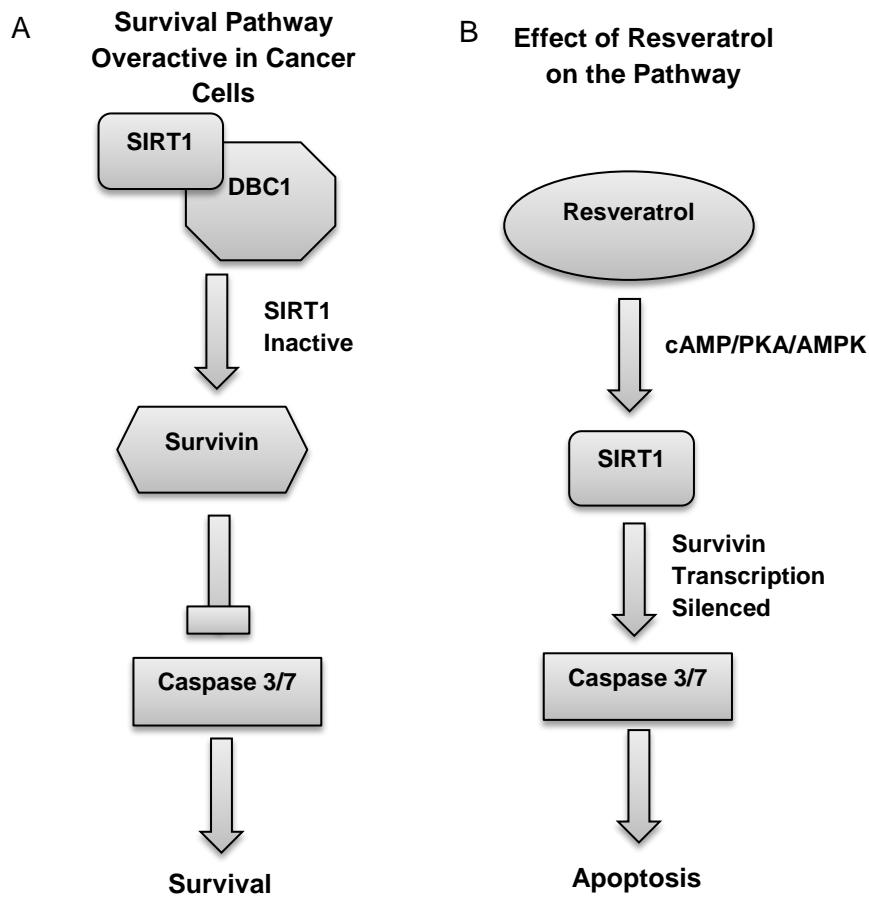 A
Survival Pathway
Overactive in Cancer
Cells
SIRT1
DBC1
SIRT1
Inactive
Survivin
Caspase 3/7
Survival
B
Effect of Resveratrol
on the Pathway
Resveratrol
cAMP/PKA/AMPK
SIRT1
Survivin
Transcription
Silenced
Caspase 3/7
Apoptosis